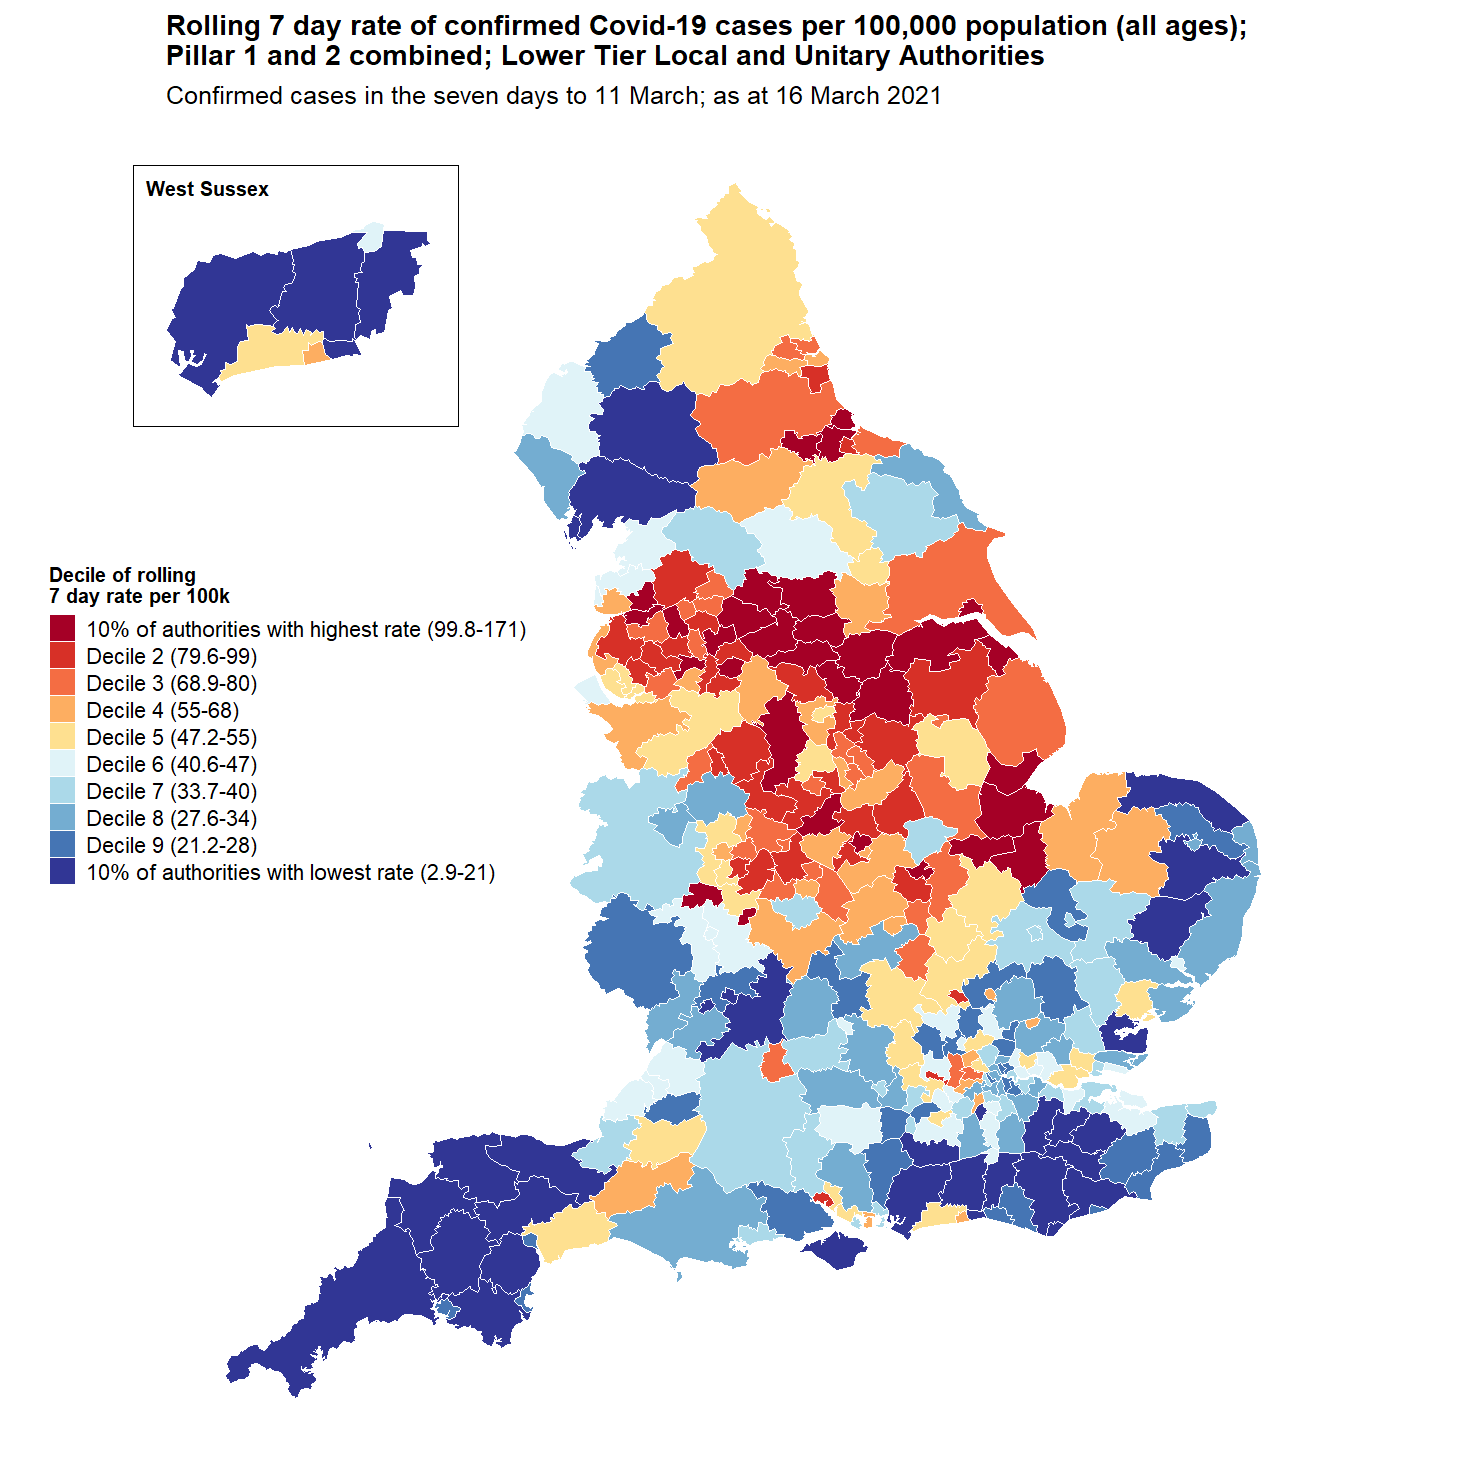 Rolling 7 day rate of confirmed Covid-19 cases per 100,000 population (all ages);
Pillar 1 and 2 combined; Lower Tier Local and Unitary Authorities
Confirmed cases in the seven days to 11 March; as at 16 March 2021
West Sussex
Decile of rolling
7 day rate per 100k
10% of authorities with highest rate (99.8-171)
Decile 2 (79.6-99)
Decile 3 (68.9-80)
Decile 4 (55-68)
Decile 5 (47.2-55)
Decile 6 (40.6-47)
Decile 7 (33.7-40)
Decile 8 (27.6-34)
Decile 9 (21.2-28)
10% of authorities with lowest rate (2.9-21)